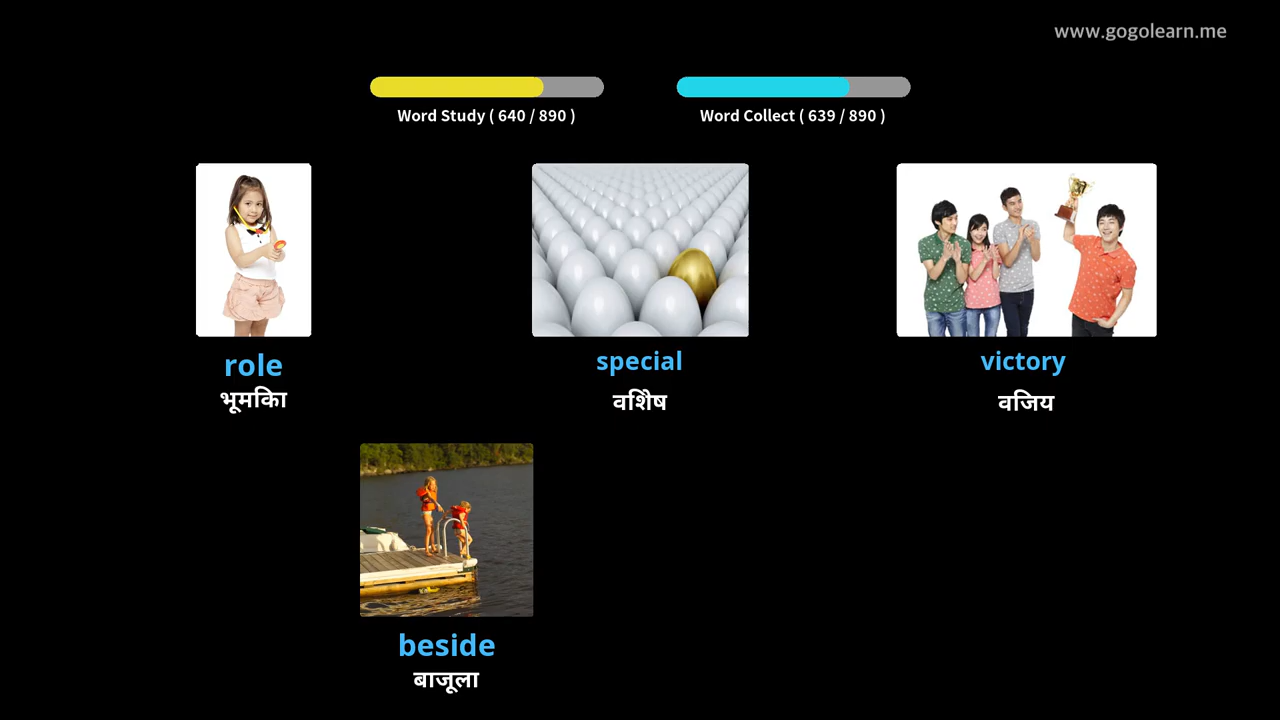 www.gogolearn.me
Word Study ( 640 / 890 )
Word Collect ( 639 / 890 )
role
भूमिका
special
विशेष
victory
विजय
beside
बाजूला